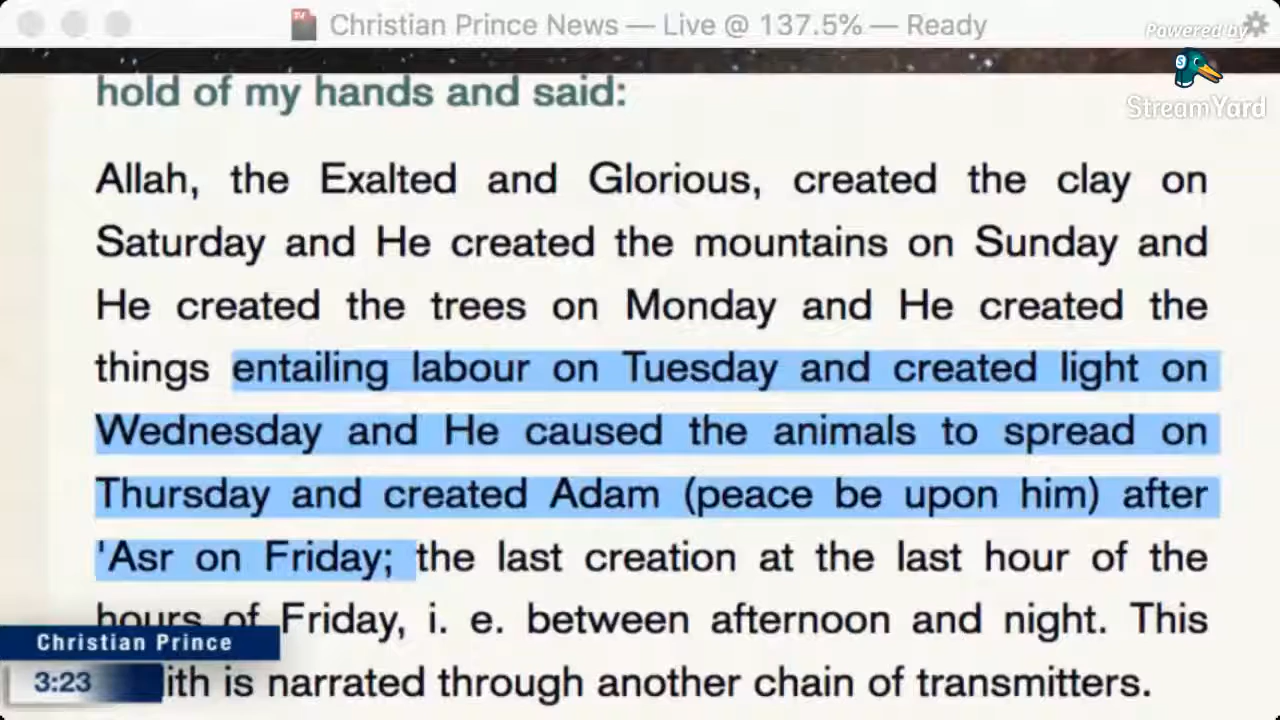 Christian Prince News — Live @ 137.5% — Ready
Powered by
StreamYard
hold of my hands and said:
Allah, the Exalted and Glorious, created the clay on
Saturday and He created the mountains on Sunday and
He created the trees on Monday and He created the
things entailing labour on Tuesday and created light on
Wednesday and He caused the animals to spread on
Thursday and created Adam (peace be upon him) after
'Asr on Friday; the last creation at the last hour of the
hours of Friday, i. e. between afternoon and night. This
ith is narrated through another chain of transmitters.
Christian Prince
3:23